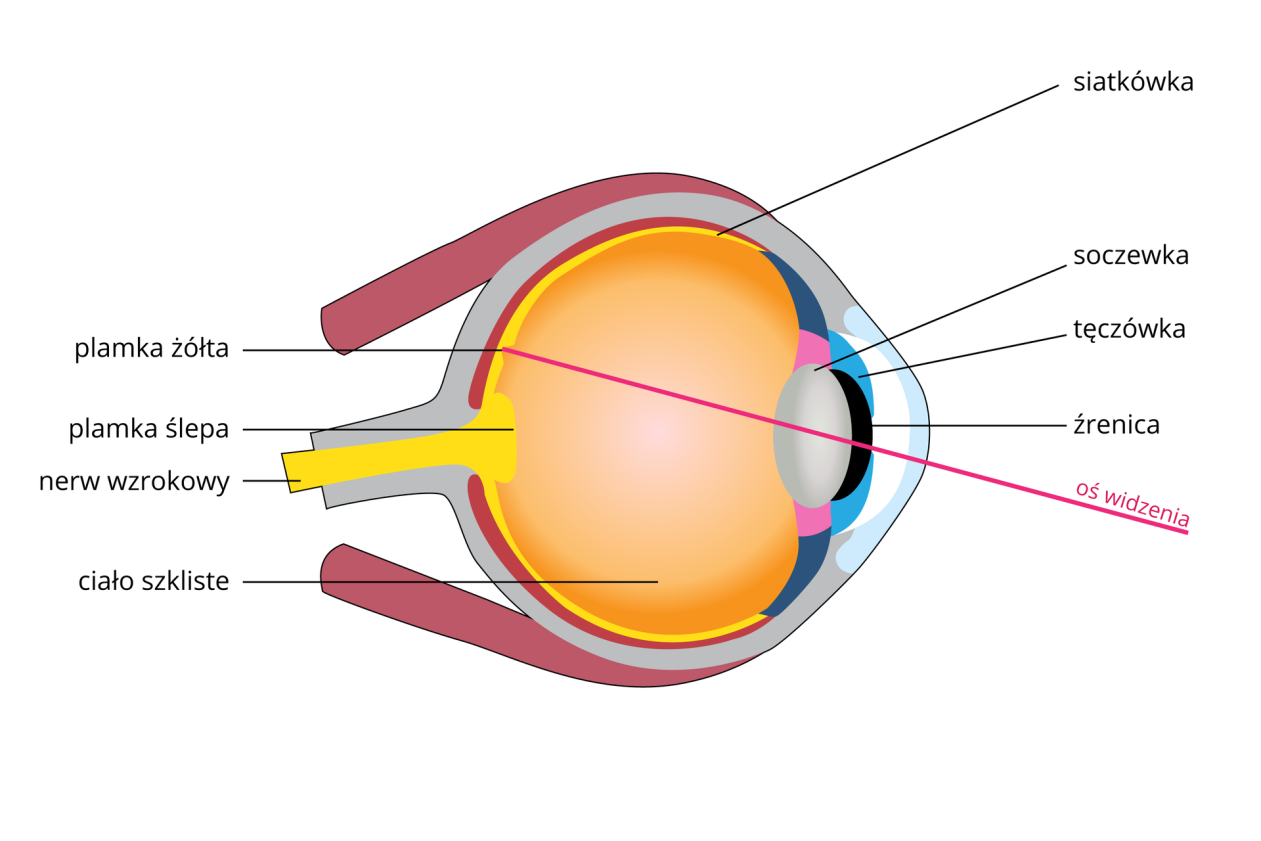 siatkówka
soczewka
tęczówka
źrenica
oś widzenia
plamka żółta
plamka ślepa
nerw wzrokowy
ciało szkliste